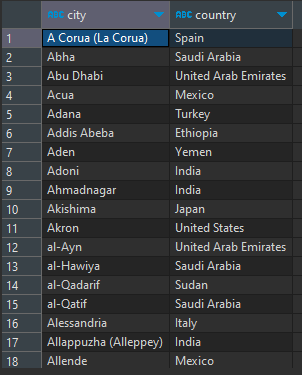 ABC city ABC country
1 A Corua (La Corua) Spain
2 Abha Saudi Arabia
3 Abu Dhabi United Arab Emirates
4 Acua Mexico
5 Adana Turkey
6 Addis Abeba Ethiopia
7 Aden Yemen
8 Adoni India
9 Ahmadnagar India
10 Akishima Japan
11 Akron United States
12 al-Ayn United Arab Emirates
13 al-Hawiya Saudi Arabia
14 al-Qadarif Sudan
15 al-Qatif Saudi Arabia
16 Alessandria Italy
17 Allappuzha (Alleppey) India
18 Allende Mexico